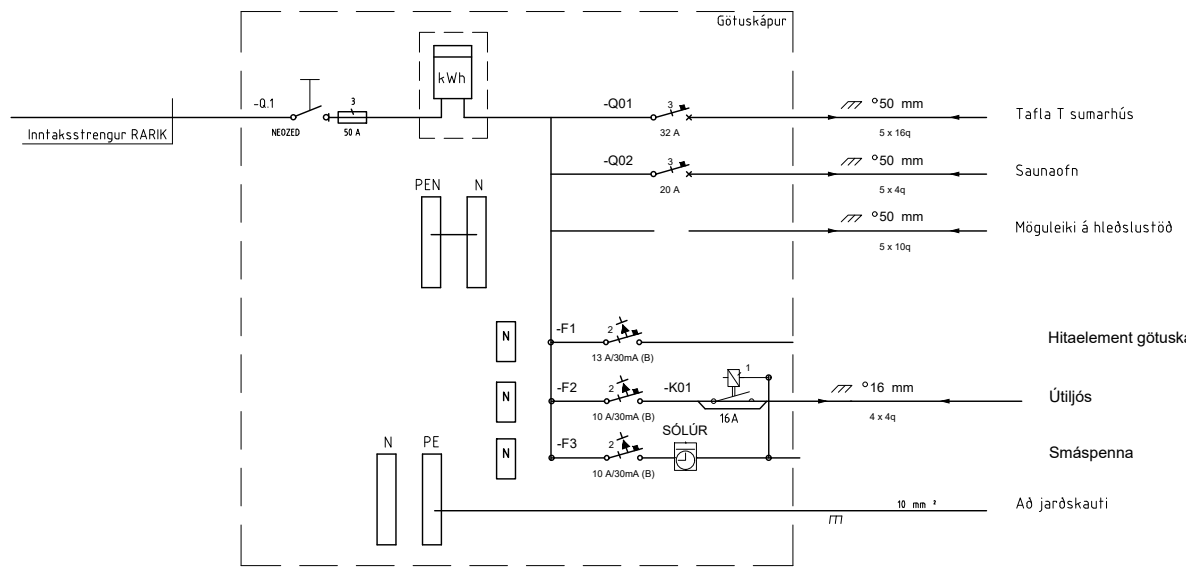 Götuskápur
kWh
-Q.1
3
NEOZED
50 A
Inntaksstrengur RARIK
-Q01
3
32 A
°50 mm
5 x 16q
Tafla T sumarhús
-Q02
3
20 A
°50 mm
5 x 4q
Saunaofn
PEN
N
°50 mm
5 x 10q
Möguleiki á hleðslustöð
N
-F1
2
13 A/30mA (B)
Hitaelement götuská
N
-F2
2
10 A/30mA (B)
-K01
1
16A
°16 mm
4 x 4q
Útiljós
N
-F3
2
10 A/30mA (B)
SÓLÚR
Smáspenna
N
PE
10 mm ²
Að jarðskauti